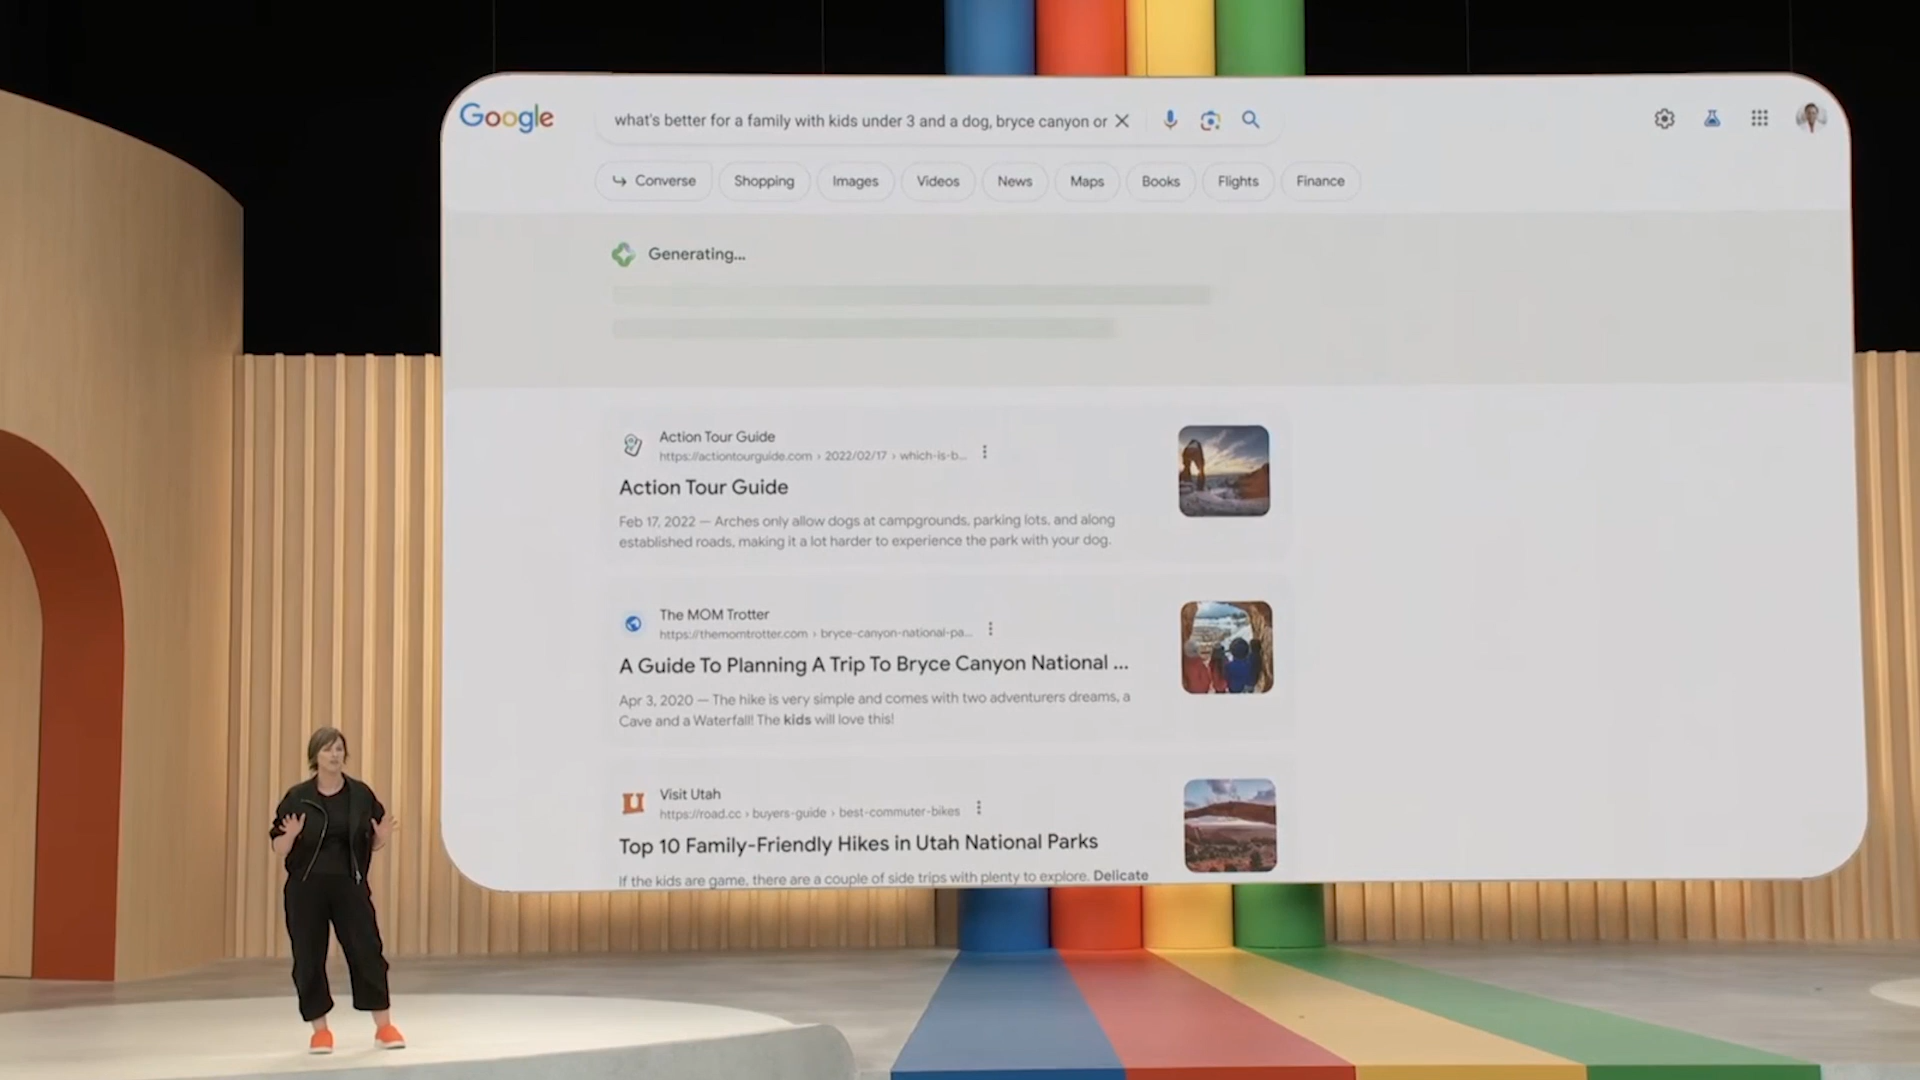 Google
what's better for a family with kids under 3 and a dog, bryce canyon or
Converse
Shopping
Images
Videos
News
Maps
Books
Flights
Finance
Generating...
Action Tour Guide
https://actiontourguide.com › 2022/02/17 › which-is-b...
Action Tour Guide
Feb 17, 2022 — Arches only allow dogs at campgrounds, parking lots, and along
established roads, making it a lot harder to experience the park with your dog.
The MOM Trotter
https://themomtrotter.com › bryce-canyon-national-pa...
A Guide To Planning A Trip To Bryce Canyon National ...
Apr 3, 2020 — The hike is very simple and comes with two adventurers dreams, a
Cave and a Waterfall! The kids will love this!
Visit Utah
https://road.cc › buyers-guide › best-commuter-bikes
Top 10 Family-Friendly Hikes in Utah National Parks
If the kids are game, there are a couple of side trips with plenty to explore. Delicate